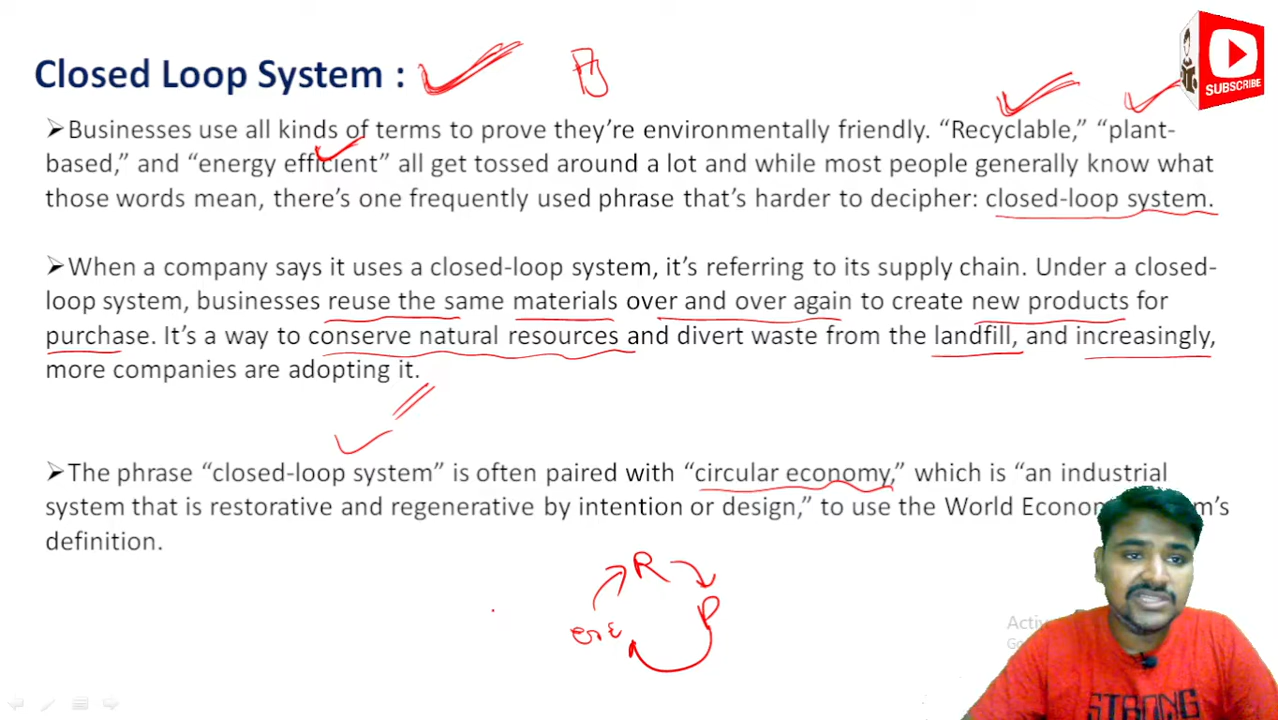 Closed Loop System :
SUBSCRIBE
➢Businesses use all kinds of terms to prove they’re environmentally friendly. “Recyclable,” “plant-
based,” and “energy efficient” all get tossed around a lot and while most people generally know what
those words mean, there’s one frequently used phrase that’s harder to decipher: closed-loop system.
➢When a company says it uses a closed-loop system, it’s referring to its supply chain. Under a closed-
loop system, businesses reuse the same materials over and over again to create new products for
purchase. It’s a way to conserve natural resources and divert waste from the landfill, and increasingly,
more companies are adopting it.
➢The phrase “closed-loop system” is often paired with “circular economy,” which is “an industrial
system that is restorative and regenerative by intention or design,” to use the World
definition.
R
P
STRONG